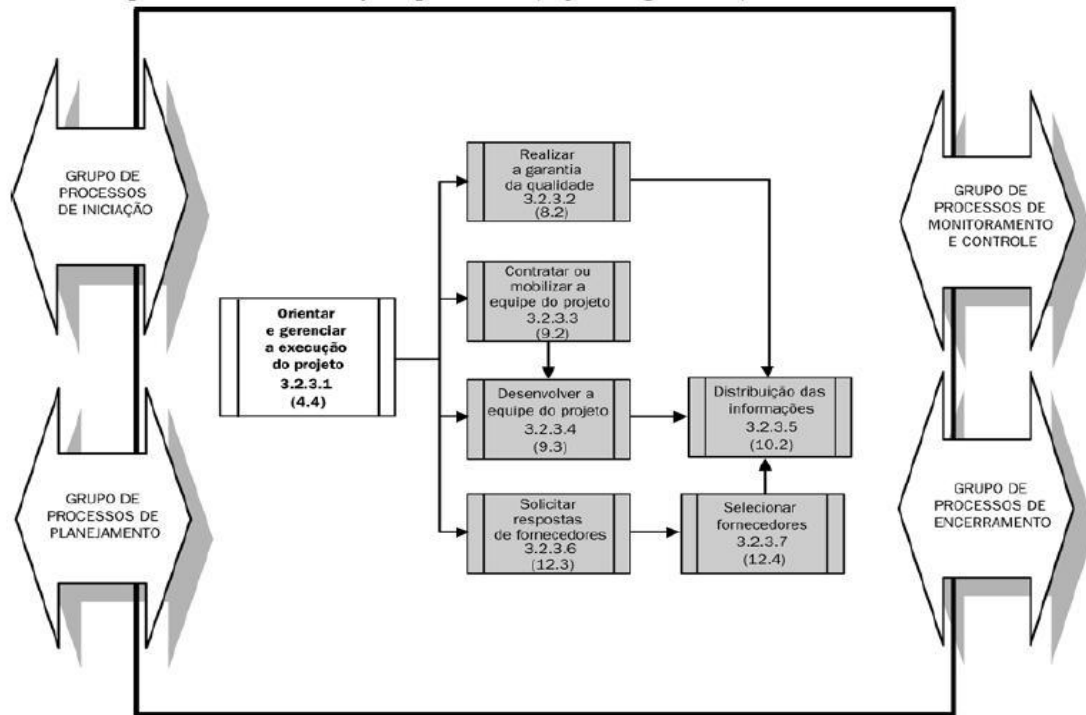 GRUPO DE
PROCESSOS
DE INICIAÇÃO
GRUPO DE
PROCESSOS DE
PLANEJAMENTO
Orientar
e gerenciar
a execução
do projeto
3.2.3.1
(4.4)
Realizar
a garantia
da qualidade
3.2.3.2
(8.2)
Contratar ou
mobilizar a
equipe do projeto
3.2.3.3
(9.2)
Desenvolver a
equipe do projeto
3.2.3.4
(9.3)
Solicitar
respostas
de fornecedores
3.2.3.6
(12.3)
Distribuição das
informações
3.2.3.5
(10.2)
Selecionar
fornecedores
3.2.3.7
(12.4)
GRUPO DE
PROCESSOS DE
MONITORAMENTO
E CONTROLE
GRUPO DE
PROCESSOS DE
ENCERRAMENTO